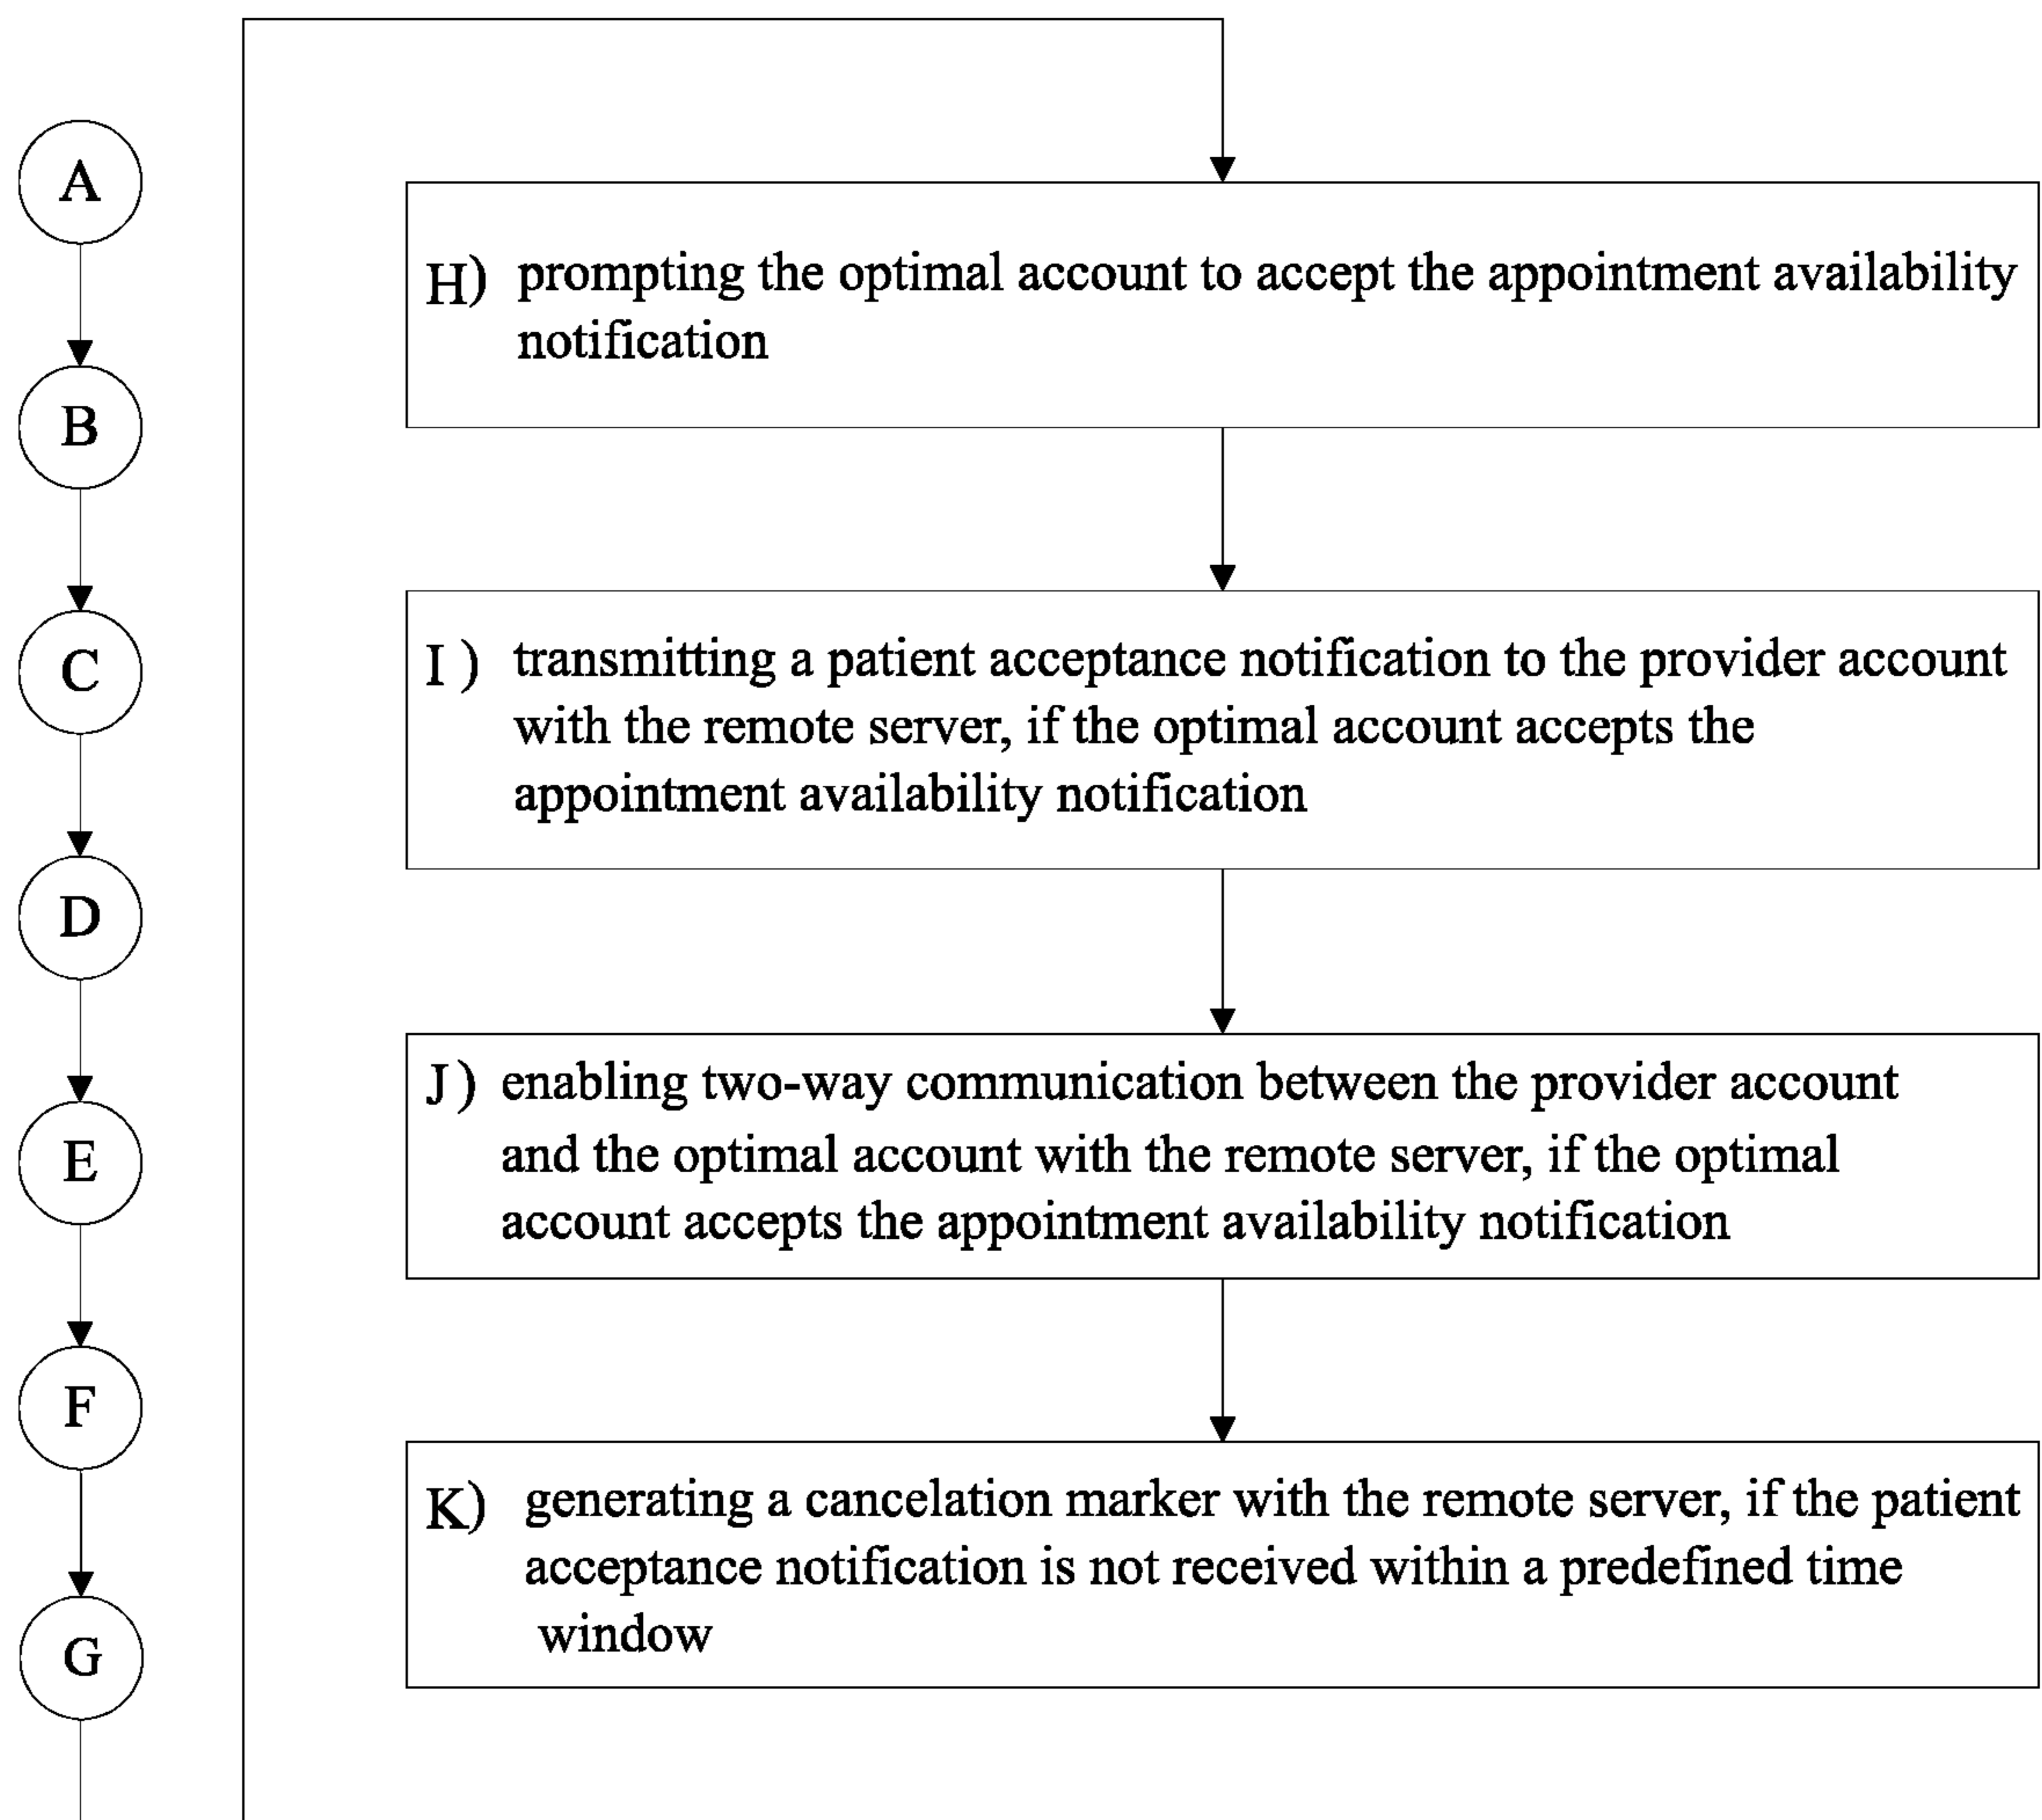 A
B
C
D
E
F
G
H) prompting the optimal account to accept the appointment availability
notification
I ) transmitting a patient acceptance notification to the provider account
with the remote server, if the optimal account accepts the
appointment availability notification
J ) enabling two-way communication between the provider account
and the optimal account with the remote server, if the optimal
account accepts the appointment availability notification
K) generating a cancelation marker with the remote server, if the patient
acceptance notification is not received within a predefined time
window